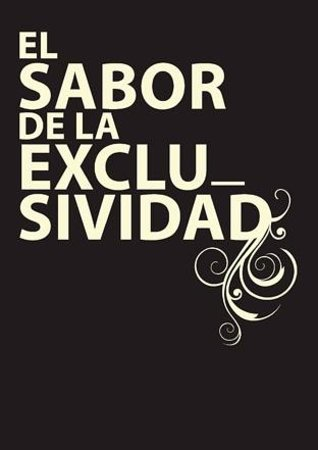 EL
SABOR
DE LA
EXCLU_
SIVIDAD